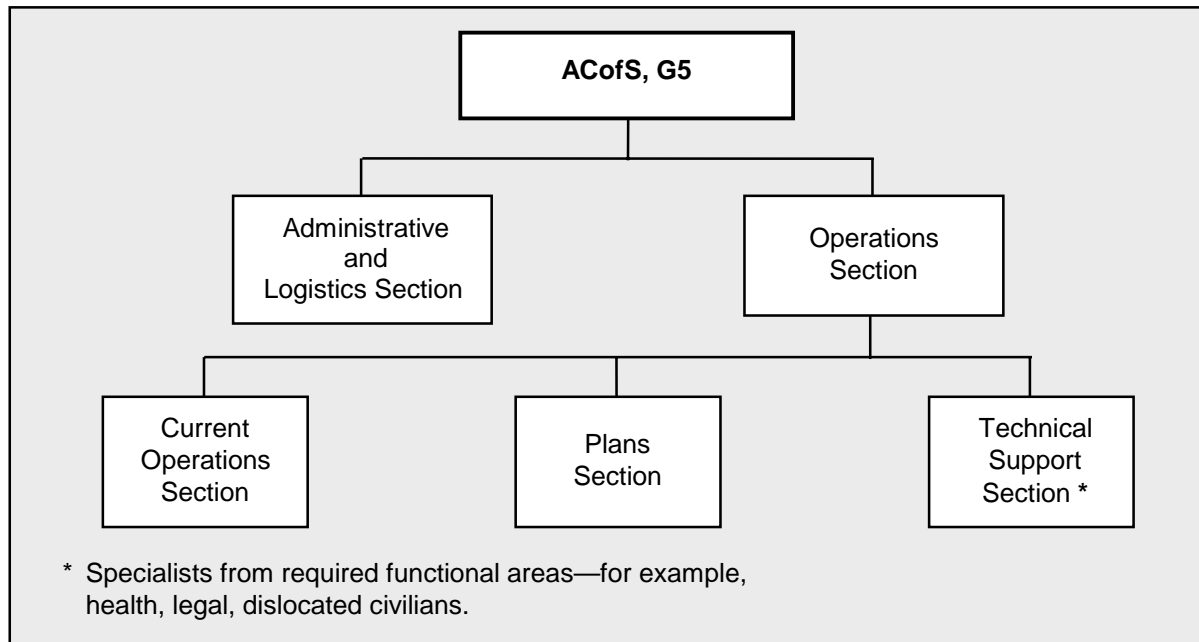 ACofS, G5
Administrative
and
Logistics Section
Operations
Section
Current
Operations
Section
Plans
Section
Technical
Support
Section *
* Specialists from required functional areas—for example,
health, legal, dislocated civilians.